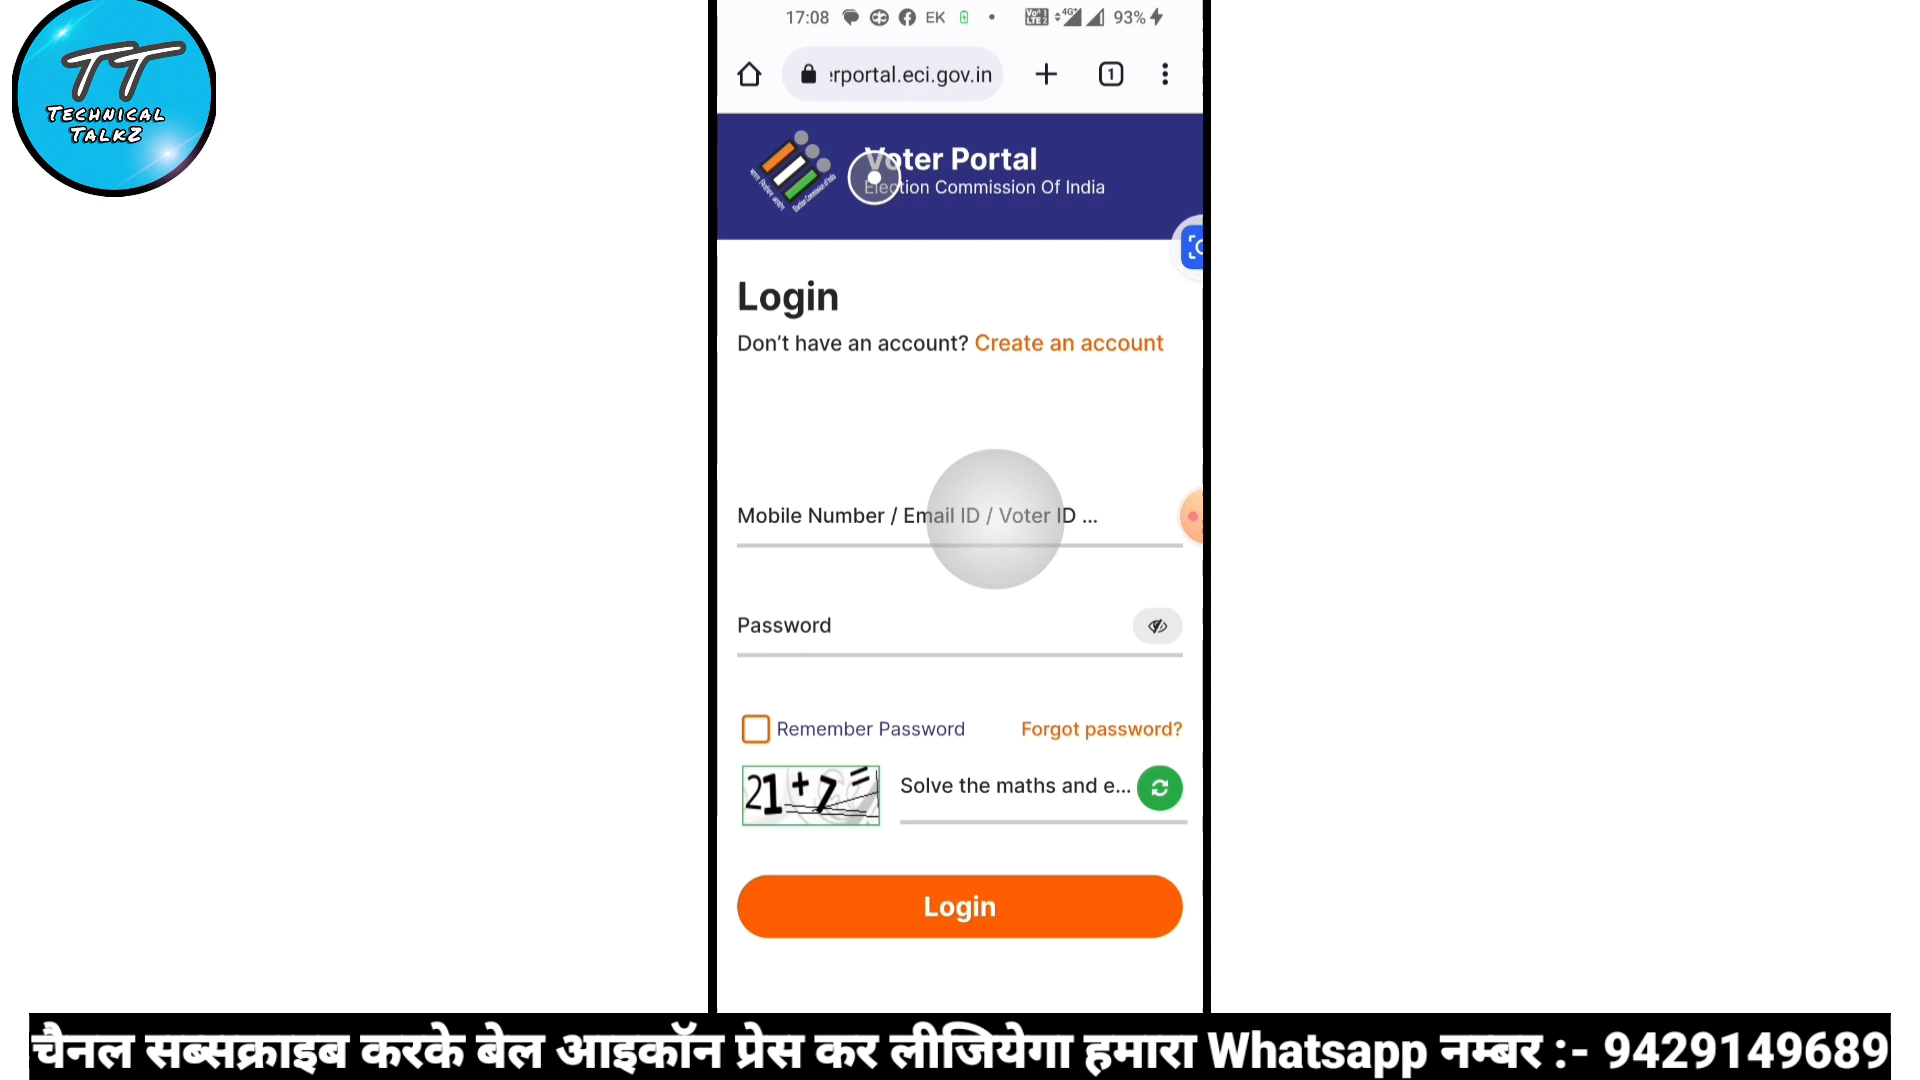 TT
TECHNICAL
TALKZ
17:08 EK 93%
erportal.eci.gov.in
1
Voter Portal
Election Commission Of India
Login
Don't have an account? Create an account
Mobile Number / Email ID / Voter ID ...
Password
Remember Password Forgot password?
21+7=
Solve the maths and e...
Login
चैनल सब्सक्राइब करके बेल आइकॉन प्रेस कर लीजियेगा हमारा Whatsapp नम्बर :- 9429149689